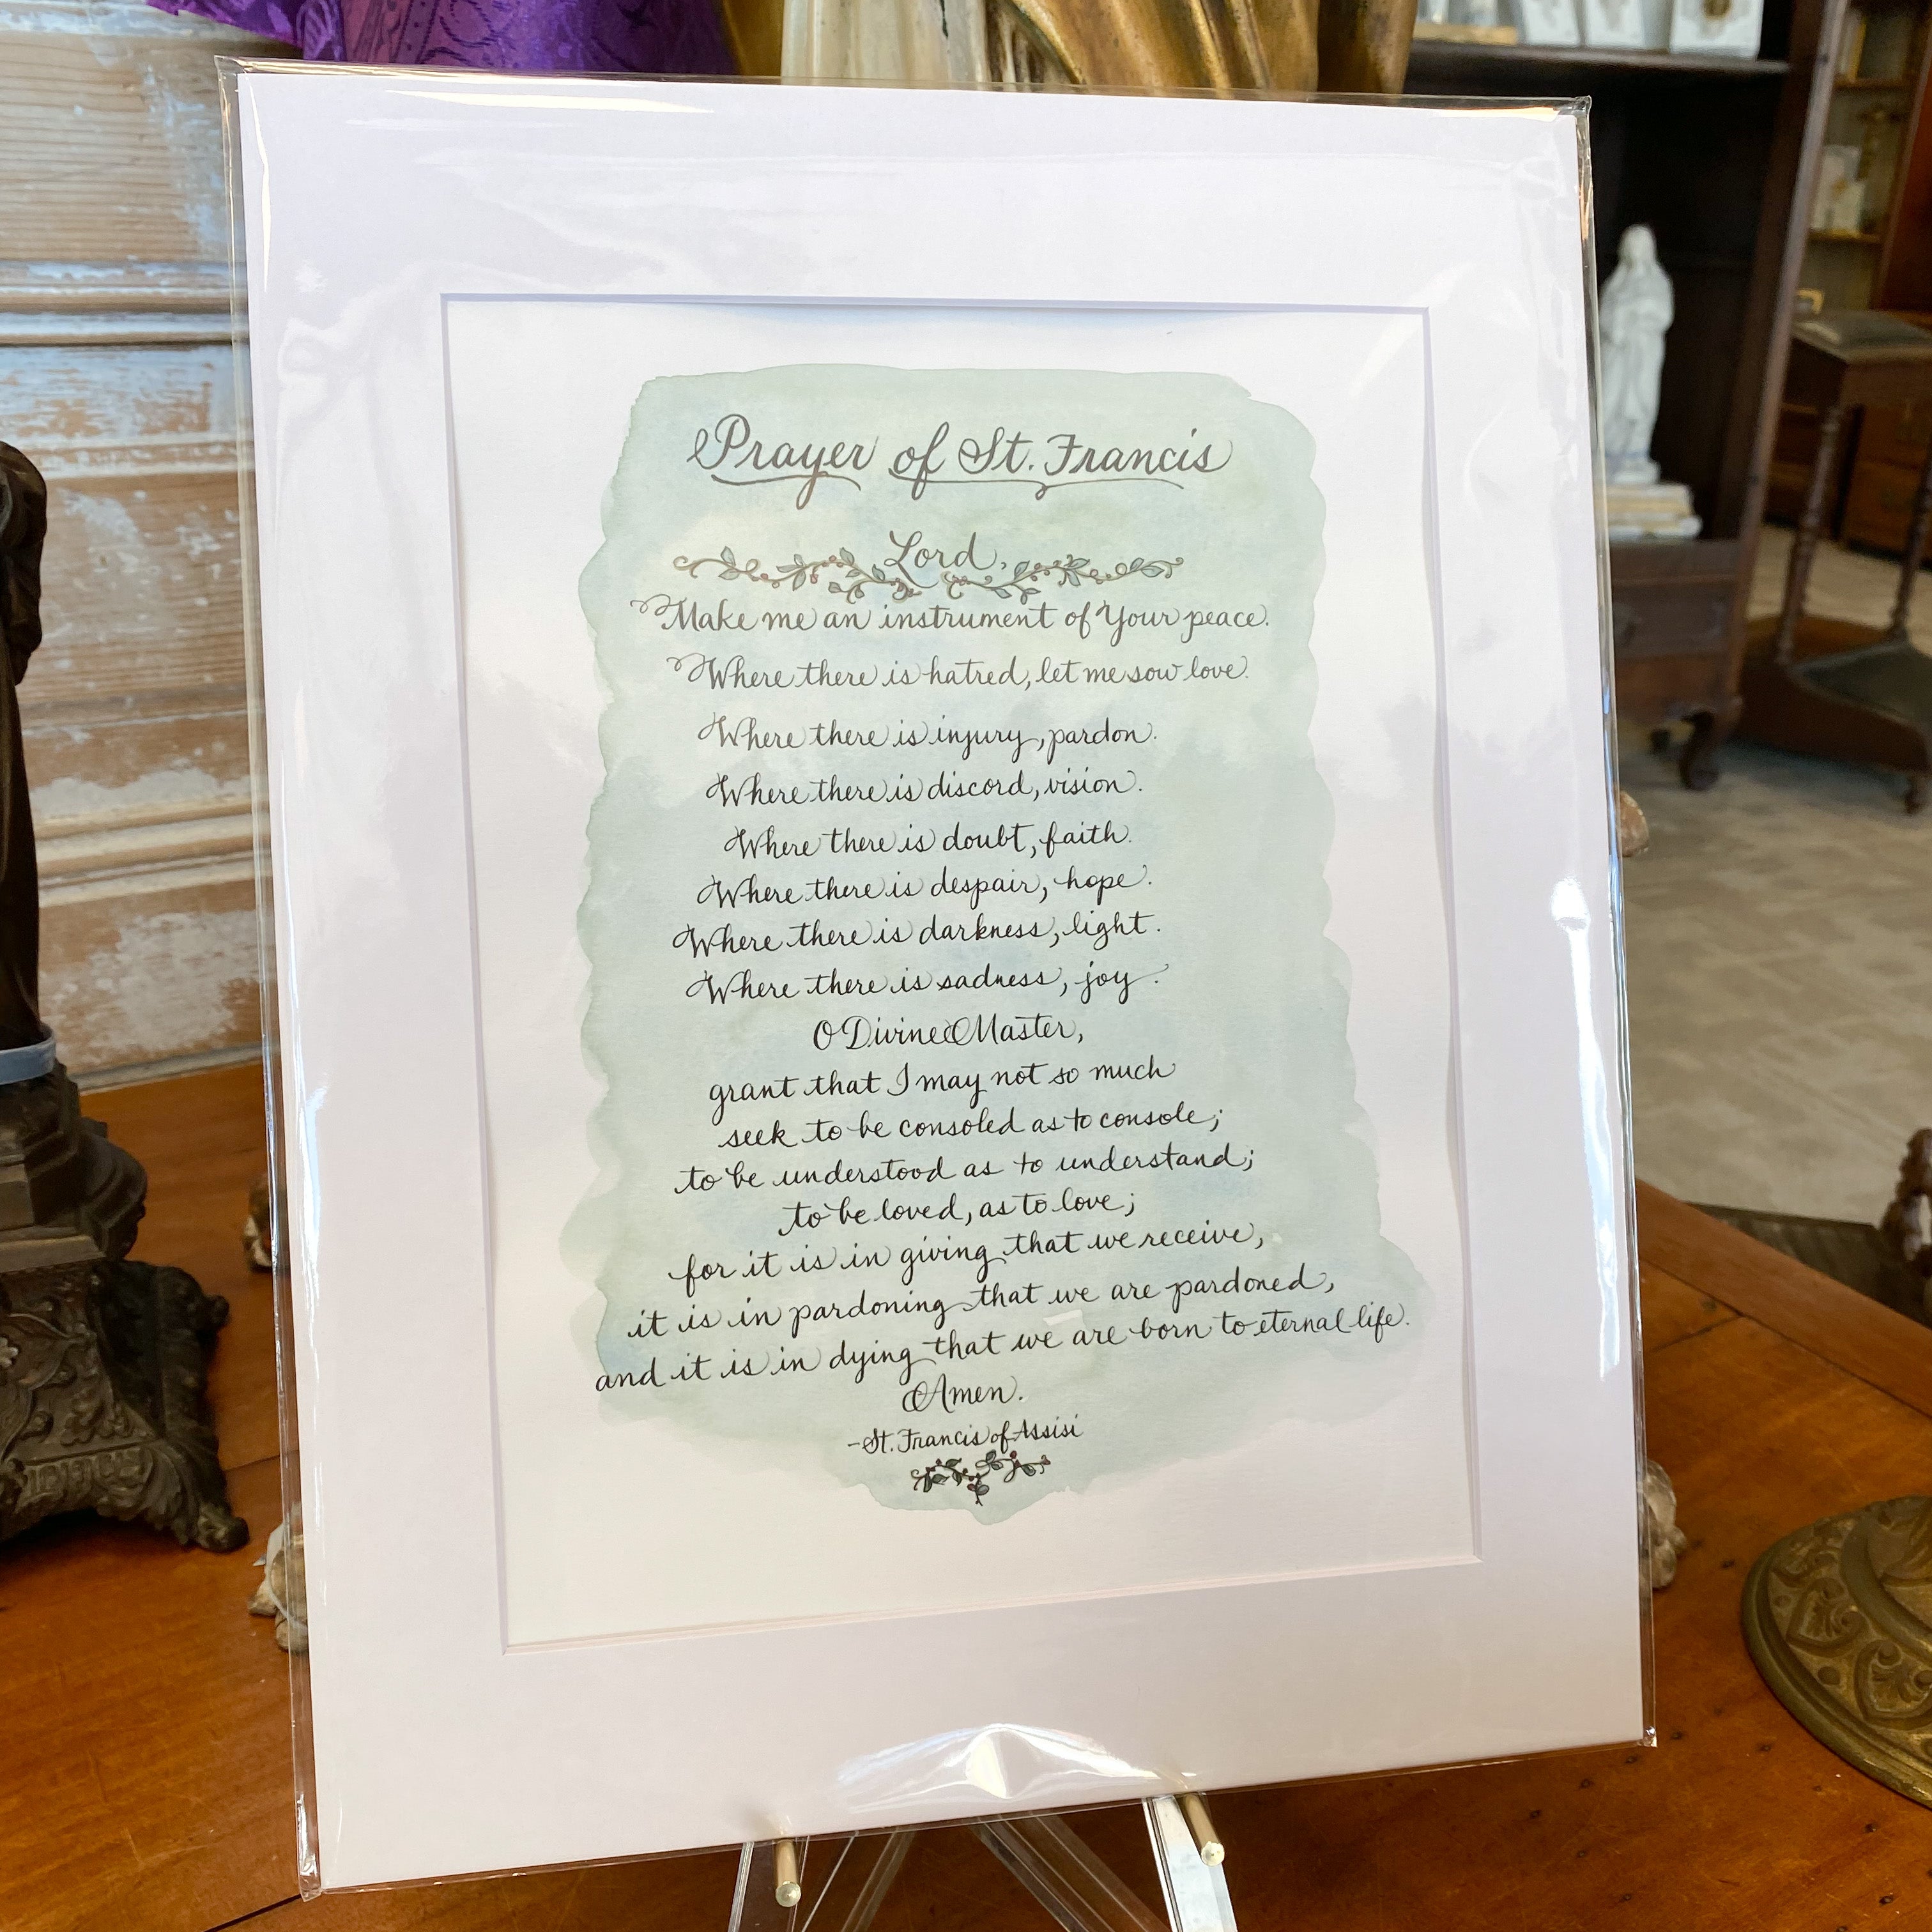 Prayer of St. Francis
Lord,
Make me an instrument of Your peace.
Where there is hatred, let me sow love.
Where there is injury, pardon.
Where there is discord, vision.
Where there is doubt, faith.
Where there is despair, hope.
Where there is darkness, light.
Where there is sadness, joy.
O Divine Master,
grant that I may not so much
seek to be consoled as to console;
to be understood as to understand;
to be loved, as to love;
for it is in giving that we receive,
it is in pardoning that we are pardoned,
and it is in dying that we are born to eternal life.
Amen.
-St. Francis of Assisi